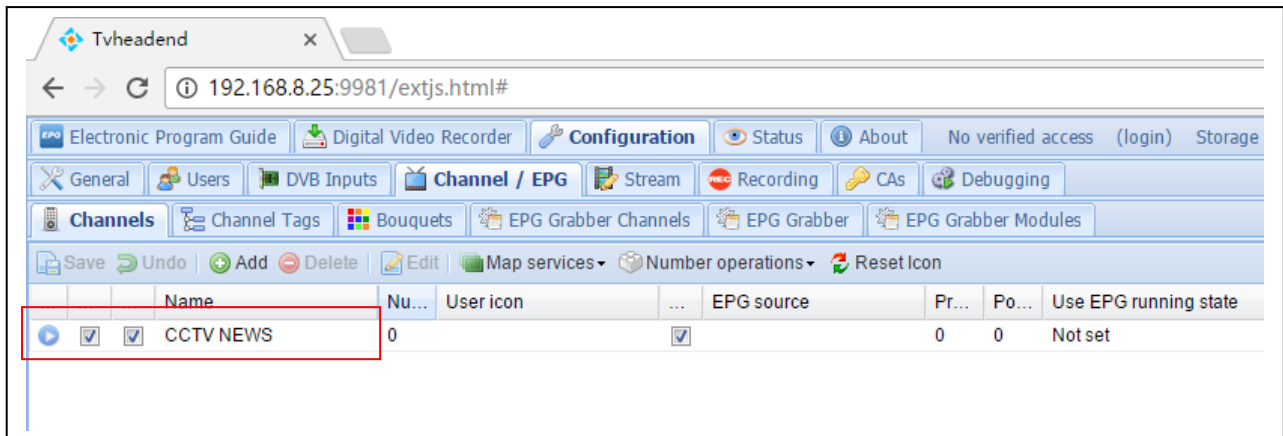 Tvheadend
192.168.8.25:9981/extjs.html#
EPG Electronic Program Guide Digital Video Recorder Configuration Status About No verified access (login) Storage
General Users DVB Inputs Channel / EPG Stream REC Recording CAs Debugging
Channels Channel Tags Bouquets EPG Grabber Channels EPG Grabber EPG Grabber Modules
Save Undo Add Delete Edit Map services Number operations Reset Icon
... ... ... Name Nu... User icon ... EPG source Pr... Po... Use EPG running state
CCTV NEWS 0 0 0 Not set